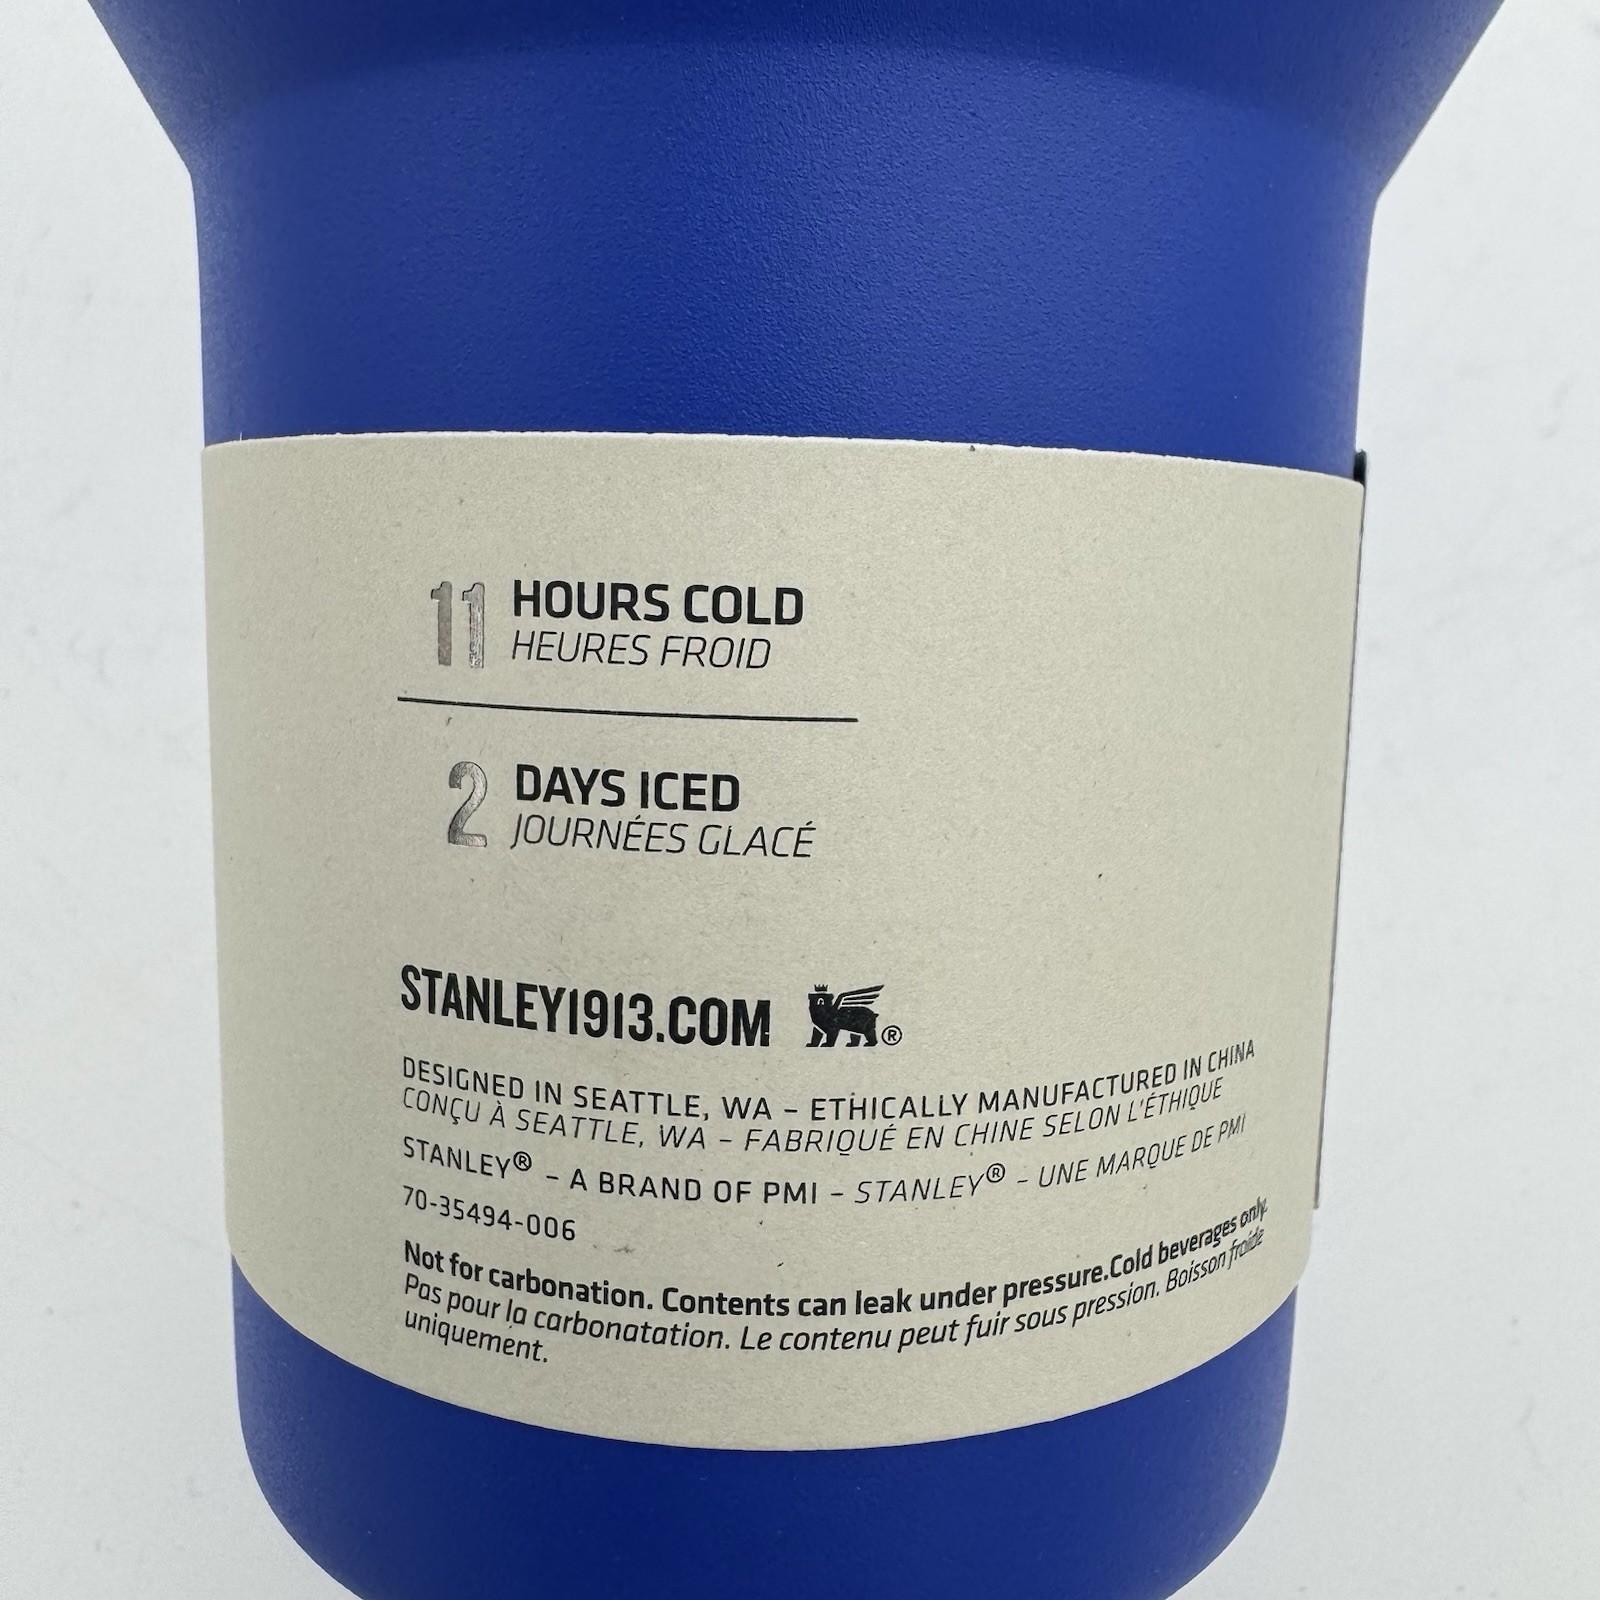 11 HOURS COLD
HEURES FROID
2 DAYS ICED
JOURNÉES GLACÉ
STANLEY1913.COM ®
DESIGNED IN SEATTLE, WA – ETHICALLY MANUFACTURED IN CHINA
CONÇU À SEATTLE, WA – FABRIQUÉ EN CHINE SELON L'ÉTHIQUE
STANLEY® – A BRAND OF PMI – STANLEY® – UNE MARQUE DE PMI
70-35494-006
Not for carbonation. Contents can leak under pressure.Cold beverages only.
Pas pour la carbonatation. Le contenu peut fuir sous pression. Boisson froide
uniquement.